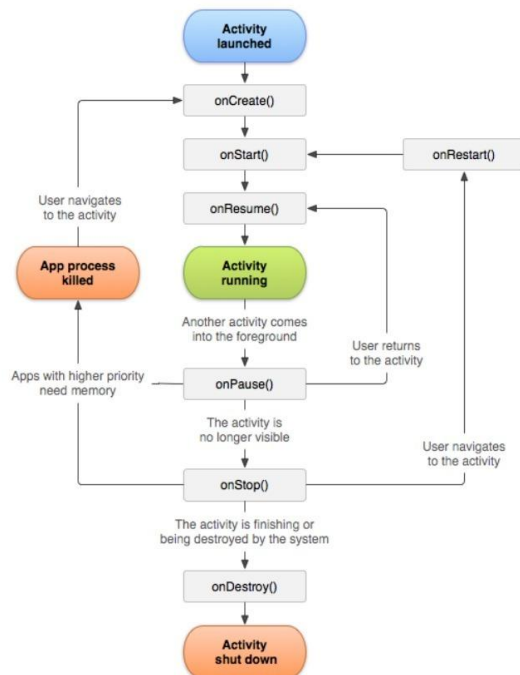 Activity
launched
onCreate()
onStart()
onRestart()
User navigates
to the activity
onResume()
App process
killed
Activity
running
Another activity comes
into the foreground
User returns
to the activity
Apps with higher priority
need memory
onPause()
The activity is
no longer visible
User navigates
to the activity
onStop()
The activity is finishing or
being destroyed by the system
onDestroy()
Activity
shut down